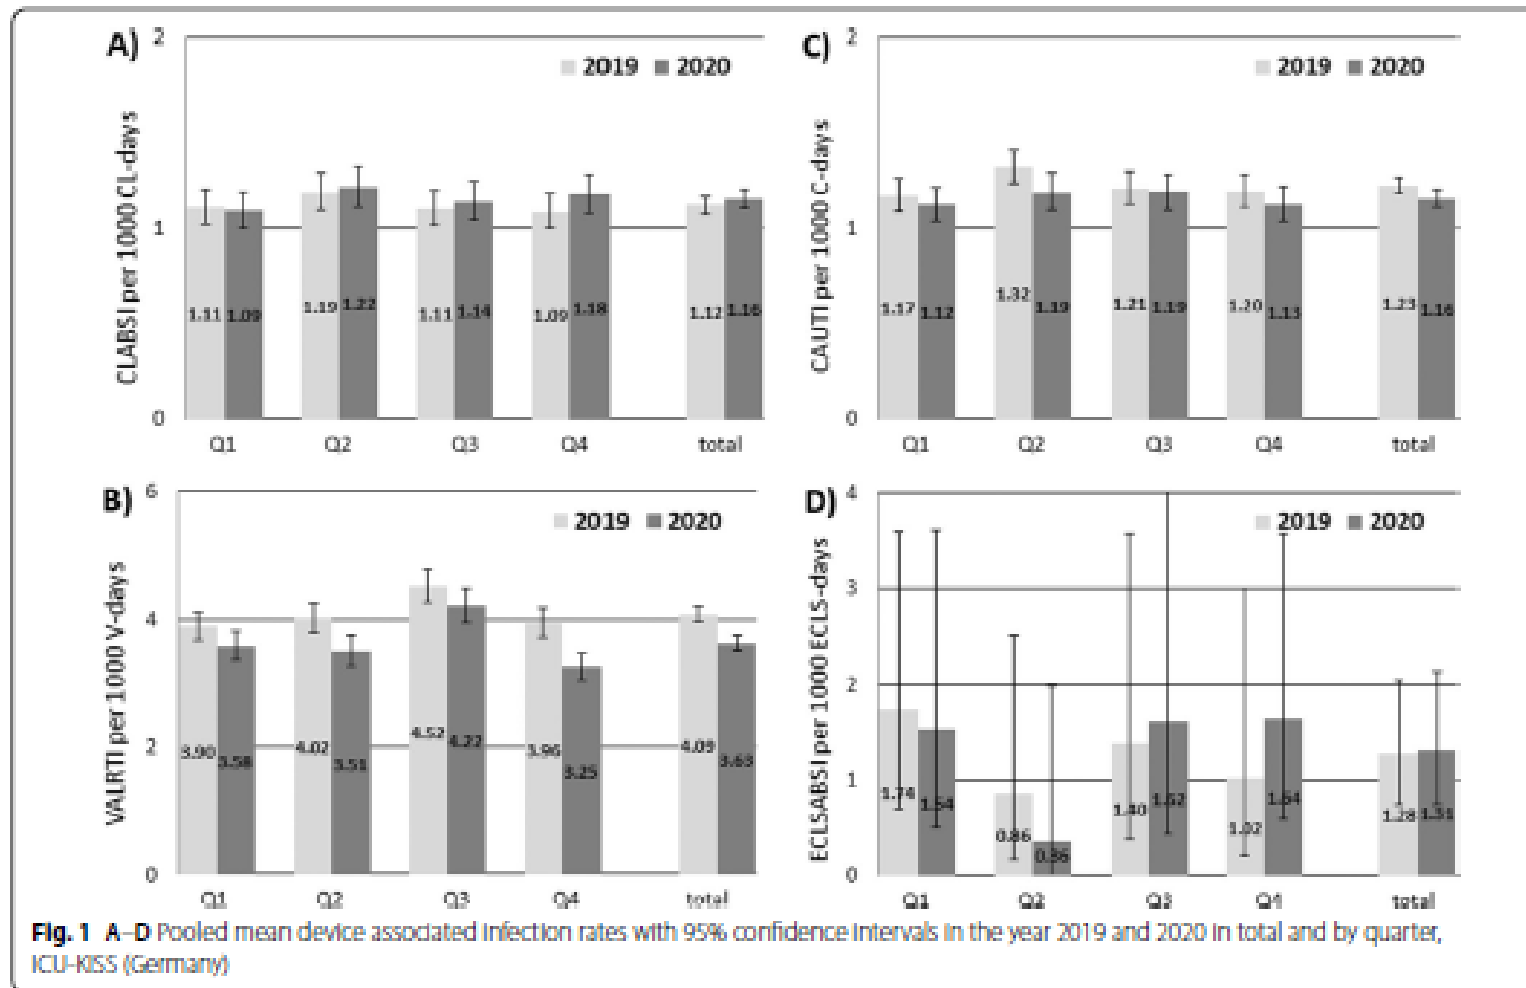 A)
2
1
0
CLABSI per 1000 CL-days
2019 2020
1.11 1.09 1.19 1.22 1.11 1.14 1.09 1.18 1.12 1.16
Q1 Q2 Q3 Q4 total
C)
2
1
0
CAUTI per 1000 C-days
2019 2020
1.17 1.12 1.32 1.19 1.21 1.19 1.20 1.13 1.23 1.16
Q1 Q2 Q3 Q4 total
B)
6
4
2
0
VALRTI per 1000 V-days
2019 2020
3.90 3.58 4.02 3.51 4.52 4.22 3.96 3.25 4.09 3.63
Q1 Q2 Q3 Q4 total
D)
4
3
2
1
0
ECLSABSI per 1000 ECLS-days
2019 2020
1.74 1.54 0.86 0.36 1.40 1.62 1.02 1.64 1.28 1.31
Q1 Q2 Q3 Q4 total
Fig. 1 A–D Pooled mean device associated infection rates with 95% confidence intervals in the year 2019 and 2020 in total and by quarter,
ICU-KISS (Germany)